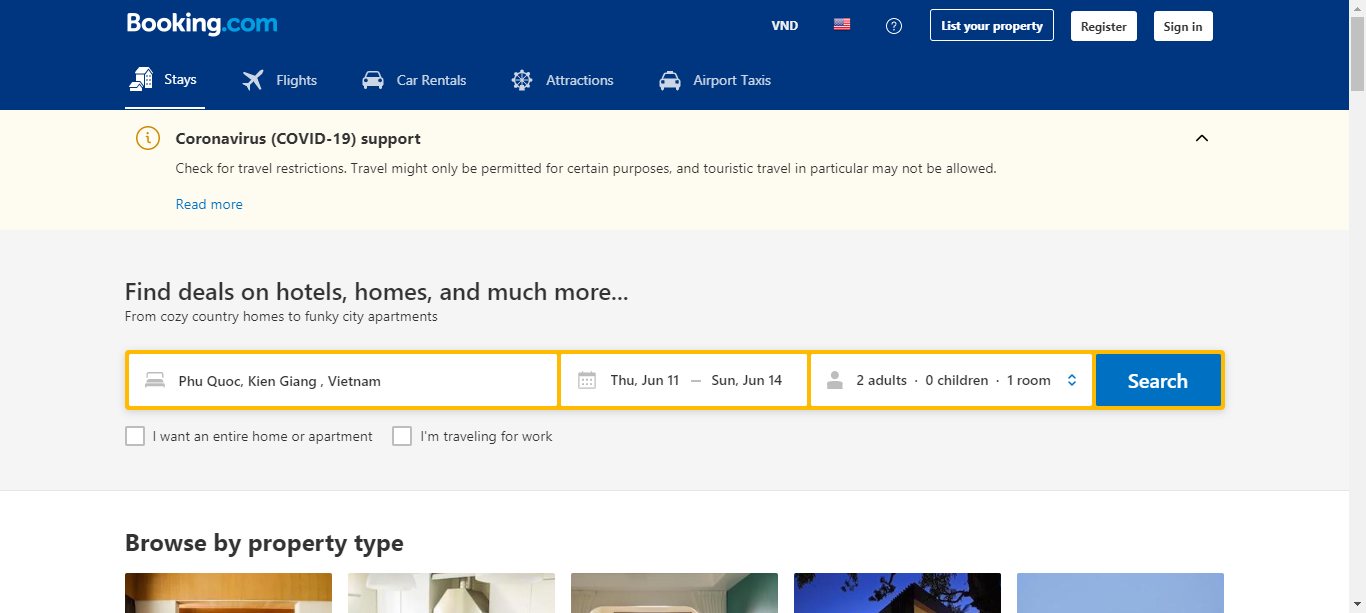 Booking.com
VND
List your property
Register
Sign in
Stays
Flights
Car Rentals
Attractions
Airport Taxis
Coronavirus (COVID-19) support
Check for travel restrictions. Travel might only be permitted for certain purposes, and touristic travel in particular may not be allowed.
Read more
Find deals on hotels, homes, and much more...
From cozy country homes to funky city apartments
Phu Quoc, Kien Giang , Vietnam
Thu, Jun 11 — Sun, Jun 14
2 adults · 0 children · 1 room
Search
I want an entire home or apartment
I'm traveling for work
Browse by property type